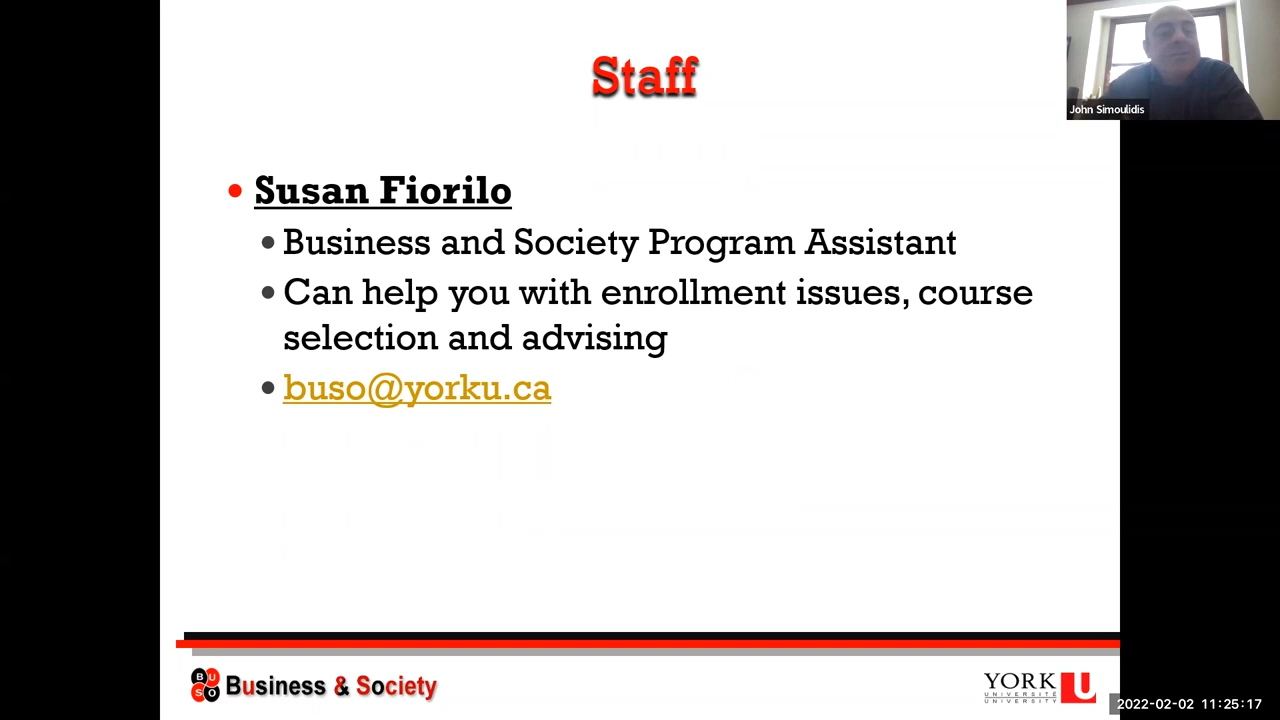 Staff
John Simoulidis
• Susan Fiorilo
• Business and Society Program Assistant
• Can help you with enrollment issues, course
selection and advising
• buso@yorku.ca
B U
S O
Business & Society
YORK U
UNIVERSITÉ
UNIVERSITY
2022-02-02 11:25:17